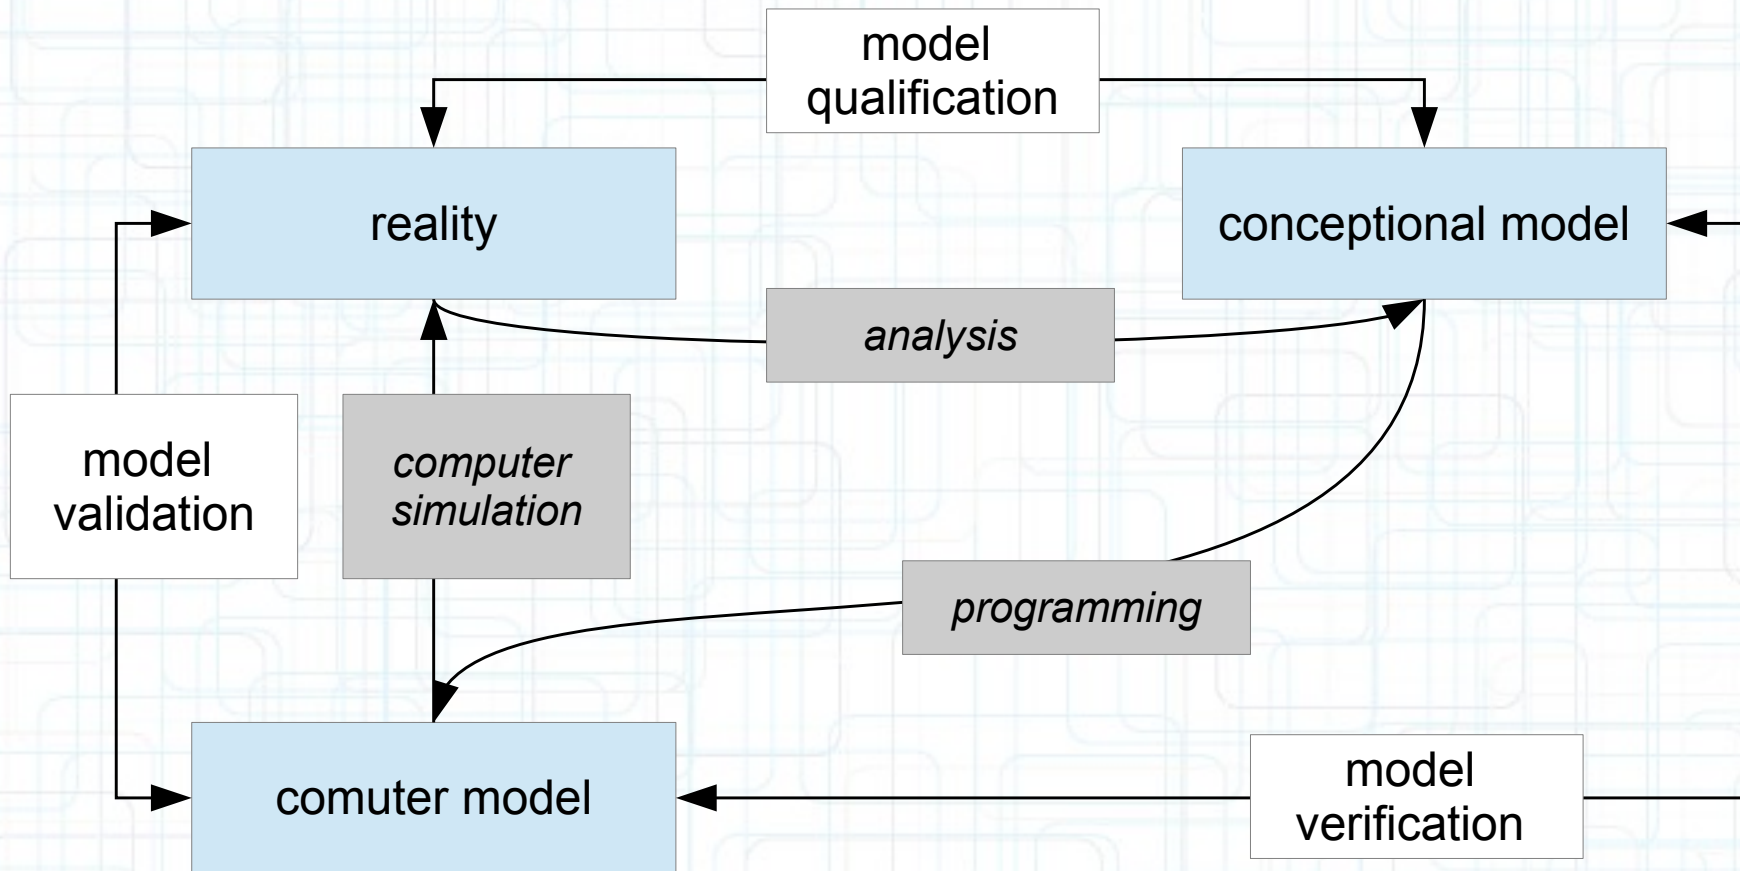 model
qualification
reality
conceptional model
analysis
model
validation
computer
simulation
programming
comuter model
model
verification